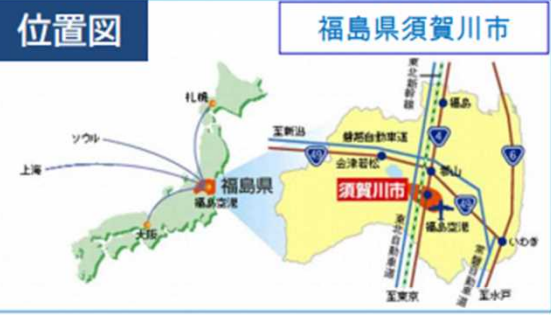 位置図
福島県須賀川市
札幌
ソウル
上海
福島県
福島空港
大阪
東北新幹線
福島
至新潟
磐越自動車道
4
6
49
会津若松
郡山
須賀川市
49
福島空港
東北自動車道
いわき
常磐自動車道
至東京
至水戸